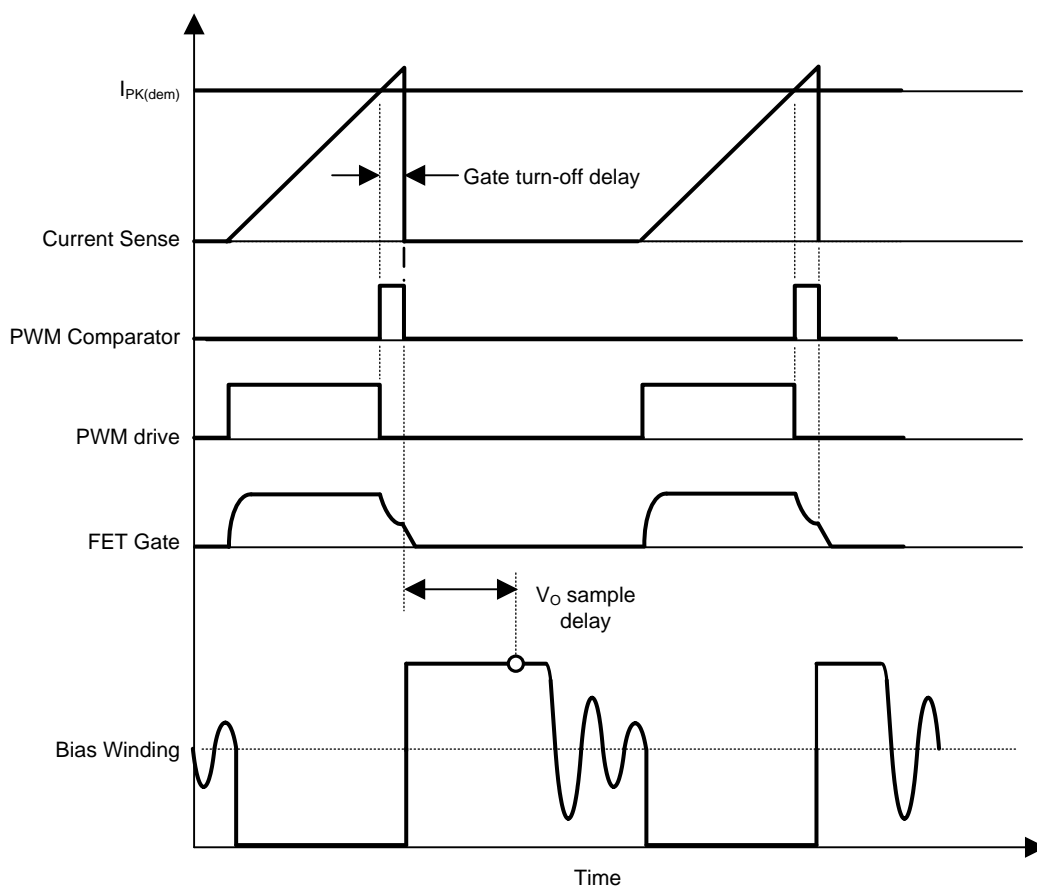 I_PK(dem)
Gate turn-off delay
Current Sense
PWM Comparator
PWM drive
FET Gate
V_O sample
delay
Bias Winding
Time